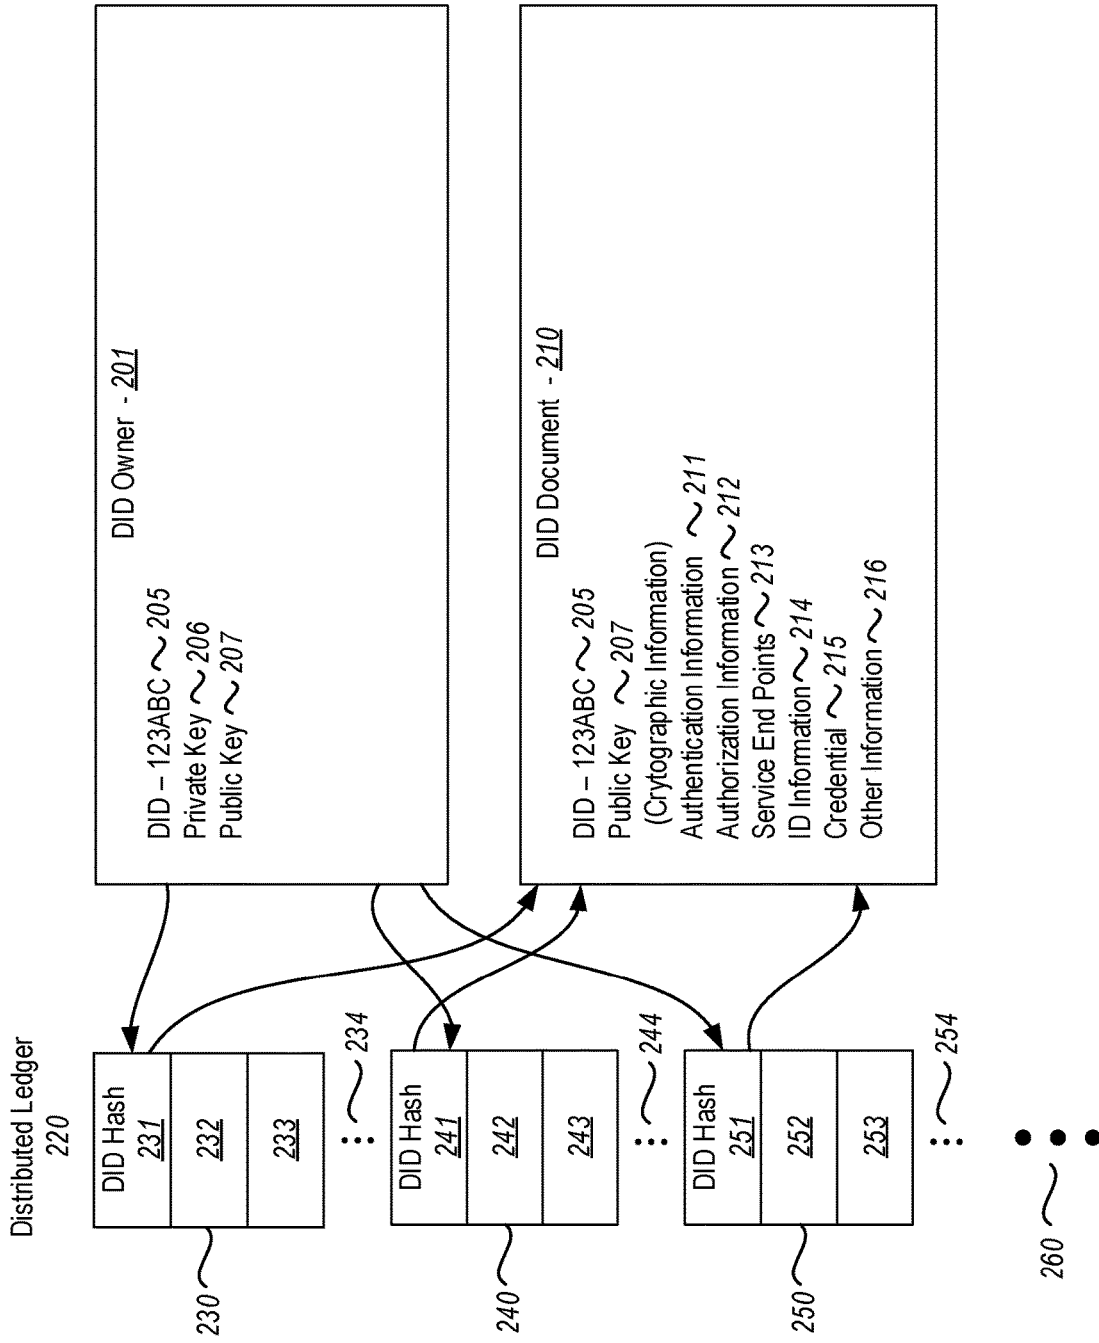 Distributed Ledger
220
DID Hash
231
232
233
234
230
DID Hash
241
242
243
244
240
DID Hash
251
252
253
254
250
260
DID Owner - 201
DID – 123ABC 205
Private Key 206
Public Key 207
DID Document - 210
DID – 123ABC 205
Public Key 207
(Crytographic Information)
Authentication Information 211
Authorization Information 212
Service End Points 213
ID Information 214
Credential 215
Other Information 216